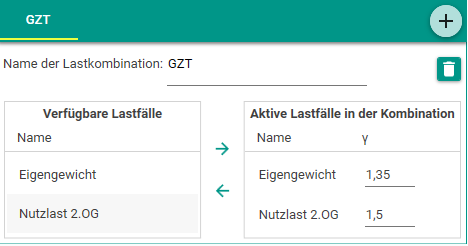 GZT
Name der Lastkombination: GZT
Verfügbare Lastfälle
Name
Eigengewicht
Nutzlast 2.OG
Aktive Lastfälle in der Kombination
Name γ
Eigengewicht 1,35
Nutzlast 2.OG 1,5